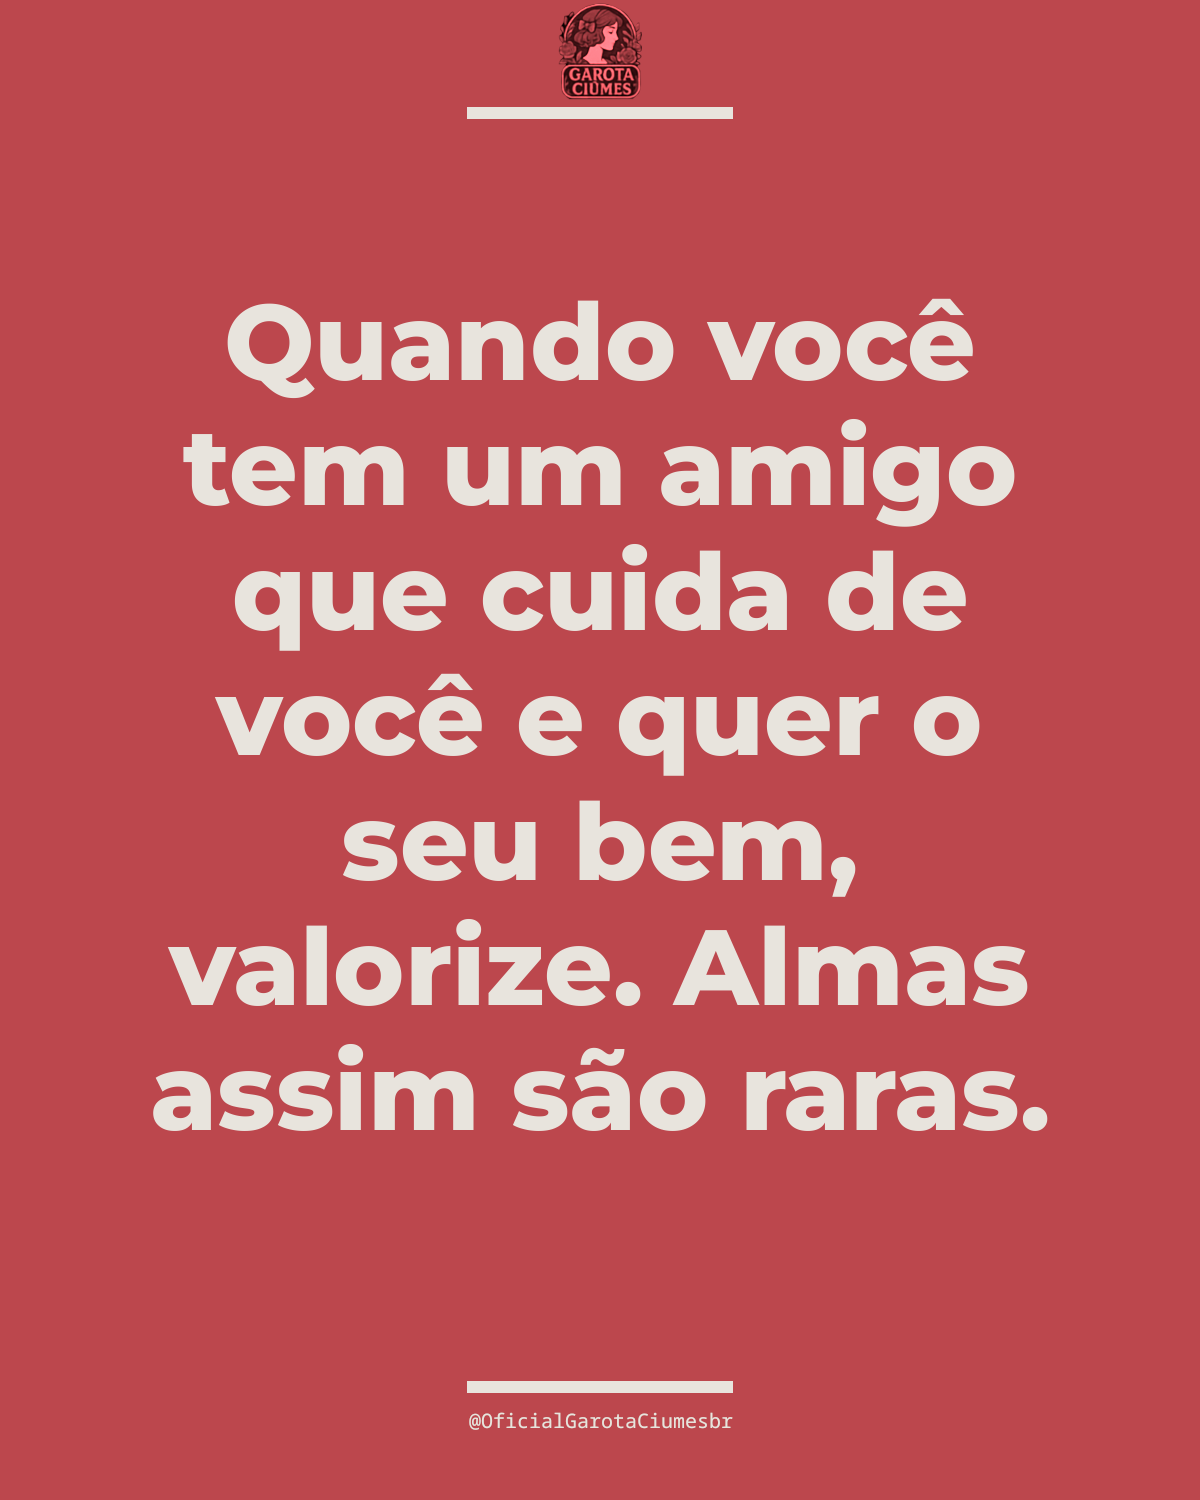 GAROTA
CIÚMES
Quando você
tem um amigo
que cuida de
você e quer o
seu bem,
valorize. Almas
assim são raras.
@OficialGarotaCiumesbr